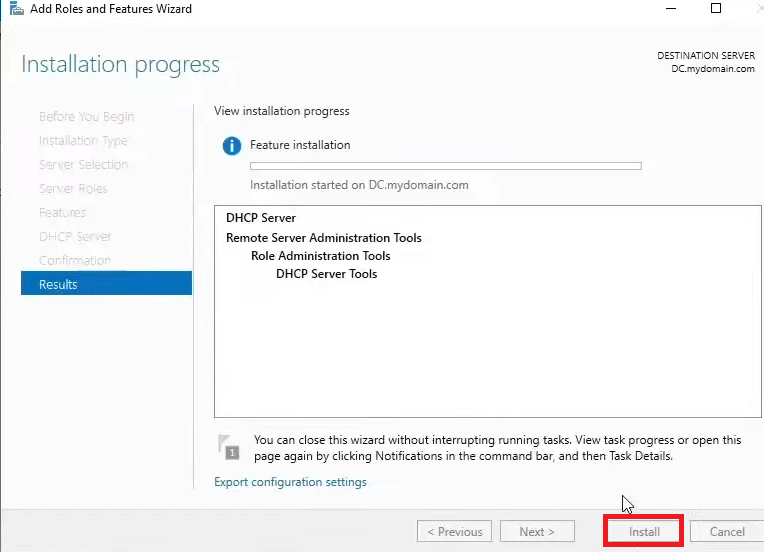 Add Roles and Features Wizard
Installation progress
DESTINATION SERVER
DC.mydomain.com
Before You Begin
Installation Type
Server Selection
Server Roles
Features
DHCP Server
Confirmation
Results
View installation progress
Feature installation
Installation started on DC.mydomain.com
DHCP Server
Remote Server Administration Tools
Role Administration Tools
DHCP Server Tools
1
You can close this wizard without interrupting running tasks. View task progress or open this
page again by clicking Notifications in the command bar, and then Task Details.
Export configuration settings
< Previous
Next >
Install
Cancel